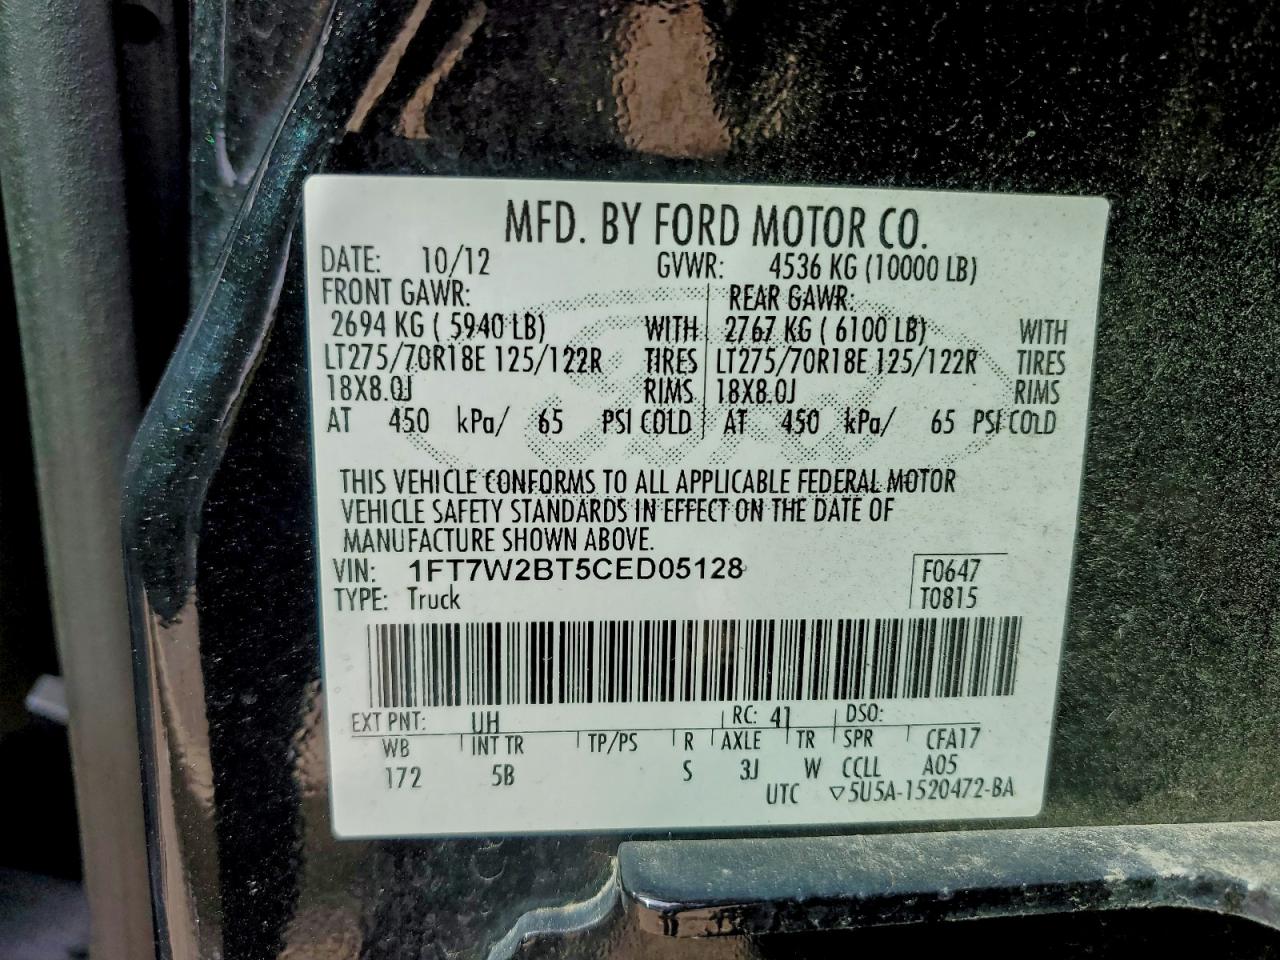 MFD. BY FORD MOTOR CO.
DATE: 10/12 GVWR: 4536 KG (10000 LB)
FRONT GAWR: REAR GAWR:
2694 KG ( 5940 LB) WITH 2767 KG ( 6100 LB) WITH
LT275/70R18E 125/122R TIRES LT275/70R18E 125/122R TIRES
18X8.0J RIMS 18X8.0J RIMS
AT 450 kPa/ 65 PSI COLD AT 450 kPa/ 65 PSI COLD
THIS VEHICLE CONFORMS TO ALL APPLICABLE FEDERAL MOTOR
VEHICLE SAFETY STANDARDS IN EFFECT ON THE DATE OF
MANUFACTURE SHOWN ABOVE.
VIN: 1FT7W2BT5CED05128 F0647
TYPE: Truck T0815
EXT PNT: UH RC: 41 DSO:
WB INT TR TP/PS R AXLE TR SPR CFA17
172 5B S 3J W CCLL A05
UTC ▽5U5A-1520472-BA